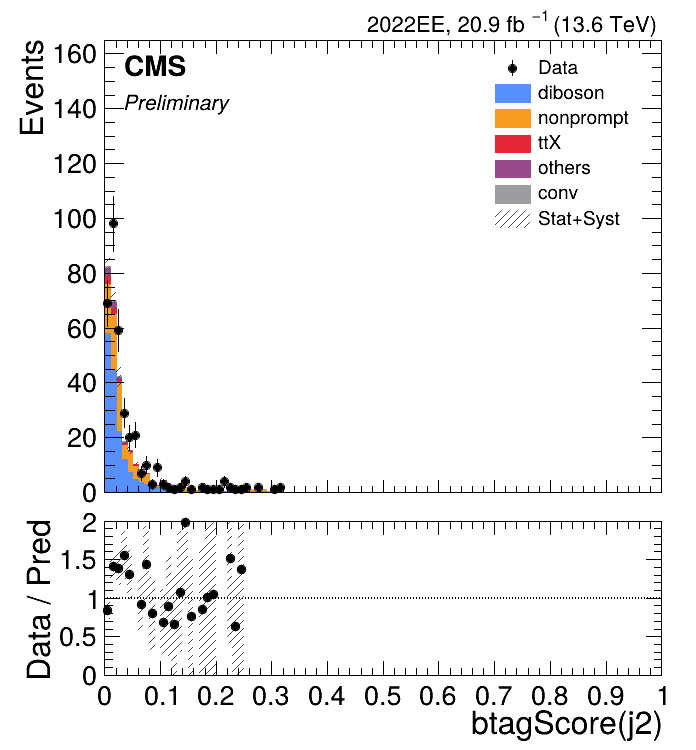 2022EE, 20.9 fb⁻¹ (13.6 TeV)
CMS
Preliminary
Events
160
140
120
100
80
60
40
20
0
Data
diboson
nonprompt
ttX
others
conv
Stat+Syst
Data / Pred
2
1.5
1
0.5
0
0 0.1 0.2 0.3 0.4 0.5 0.6 0.7 0.8 0.9 1
btagScore(j2)